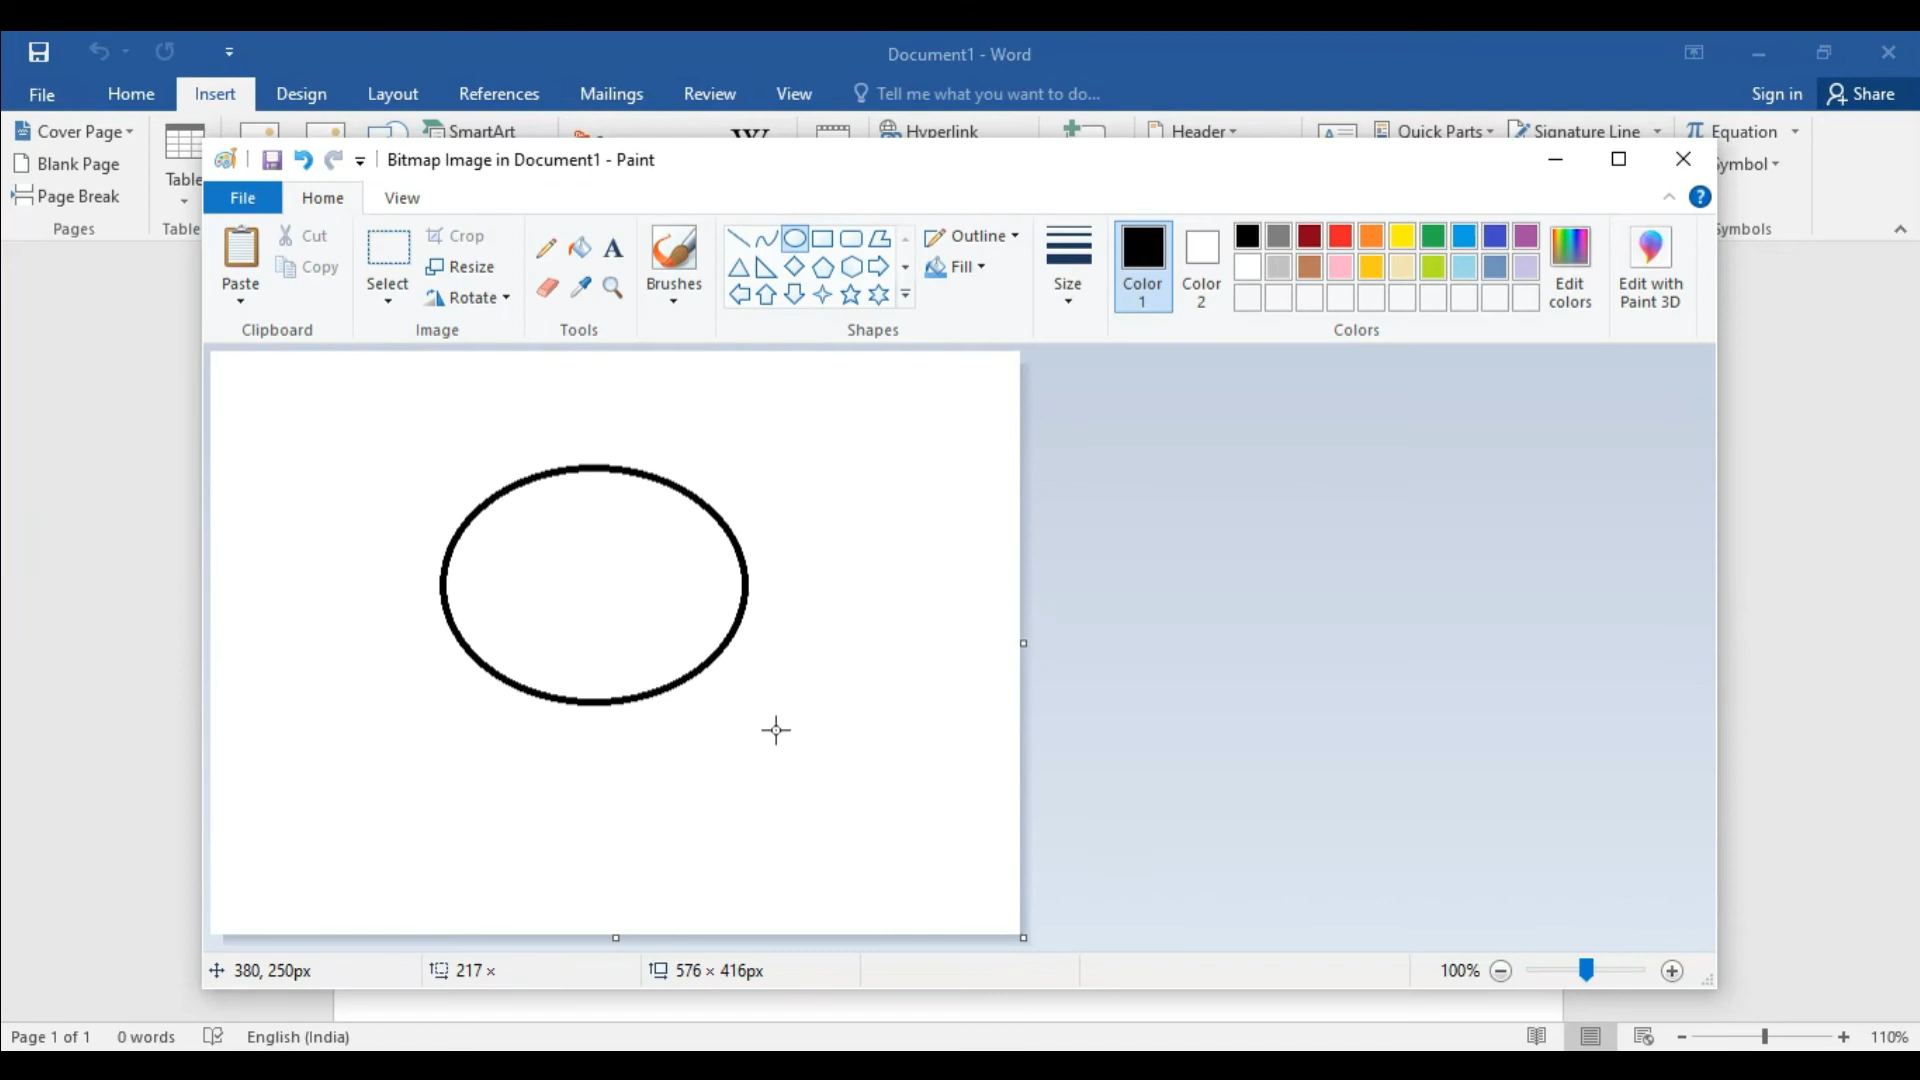 Document1 - Word
File Home Insert Design Layout References Mailings Review View Tell me what you want to do... Sign in Share
Cover Page SmartArt Hyperlink Header Quick Parts Signature Line Equation
Blank Page
Page Break
Pages
Table
Symbols
Bitmap Image in Document1 - Paint
File Home View
Paste Cut Copy Select Crop Resize Rotate Brushes Outline Fill Size Color 1 Color 2 Edit colors Edit with Paint 3D
Clipboard Image Tools Shapes Colors
380, 250px 217 × 576 × 416px 100%
Page 1 of 1 0 words English (India) 110%